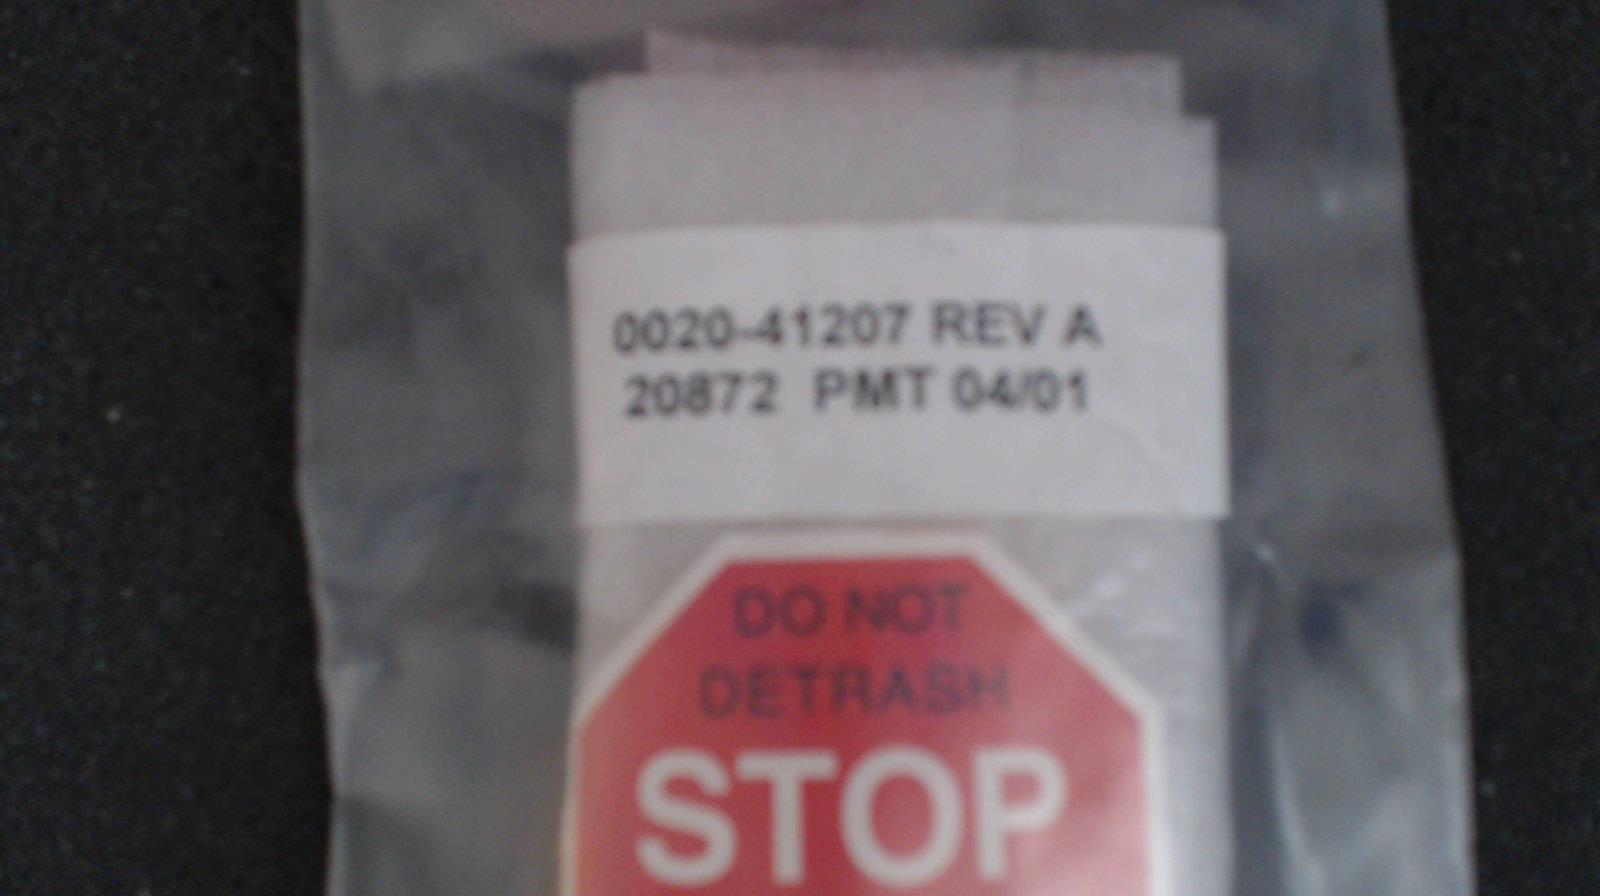 0020-41207 REV A
20872 PMT 04/01
DO NOT
DETRASH
STOP